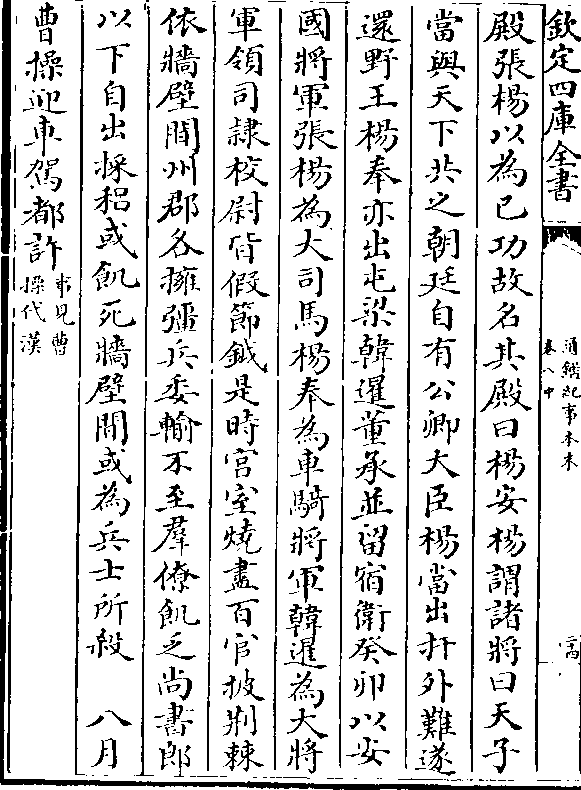 欽定四庫全書
通鑑紀事本末
卷八中
二十四
殿張楊以為已功故名其殿曰楊安楊謂諸將曰天子
當與天下共之朝廷自有公卿大臣楊當出扞外難遂
還野王楊奉亦出屯梁韓暹董承並留宿衛癸卯以安
國將軍張楊為大司馬楊奉為車騎將軍韓暹為大將
軍領司隷校尉皆假節鉞是時宮室燒盡百官披荆棘
依牆壁間州郡各擁彊兵委輸不至羣僚飢乏尚書郎
以下自出採稆或飢死牆壁間或為兵士所殺　八月
曹操迎車駕都許事見曹操代漢